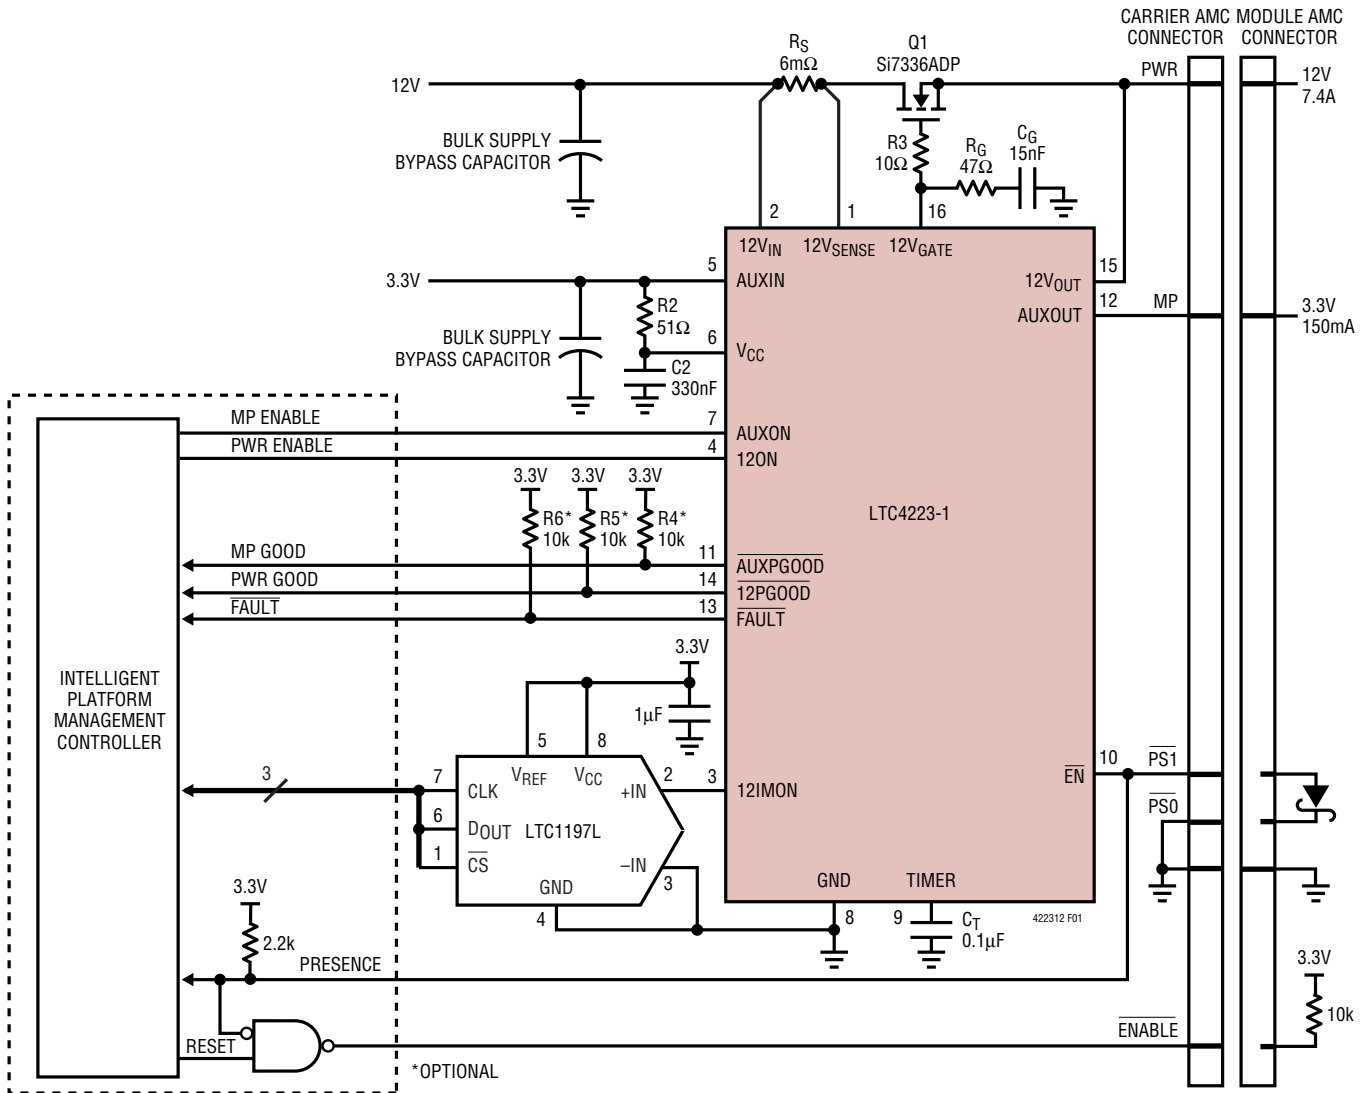 CARRIER AMC CONNECTOR
MODULE AMC CONNECTOR
RS
6mΩ
Q1
Si7336ADP
PWR
12V
7.4A
12V
BULK SUPPLY
BYPASS CAPACITOR
R3
10Ω
RG
47Ω
CG
15nF
2
1
16
12VIN
12VSENSE
12VGATE
3.3V
5
AUXIN
15
12VOUT
R2
51Ω
12
MP
AUXOUT
3.3V
150mA
BULK SUPPLY
BYPASS CAPACITOR
6
VCC
C2
330nF
MP ENABLE
7
AUXON
PWR ENABLE
4
12ON
3.3V
3.3V
3.3V
R6*
10k
R5*
10k
R4*
10k
LTC4223-1
MP GOOD
11
AUXPGOOD
PWR GOOD
14
12PGOOD
FAULT
13
FAULT
3.3V
1µF
INTELLIGENT
PLATFORM
MANAGEMENT
CONTROLLER
5
8
VREF
VCC
3
7
CLK
+IN
2
3
12IMON
6
DOUT
LTC1197L
1
CS
–IN
3
GND
4
10
PS1
EN
PS0
GND
TIMER
8
9
CT
0.1µF
422312 F01
3.3V
2.2k
PRESENCE
3.3V
10k
RESET
ENABLE
*OPTIONAL